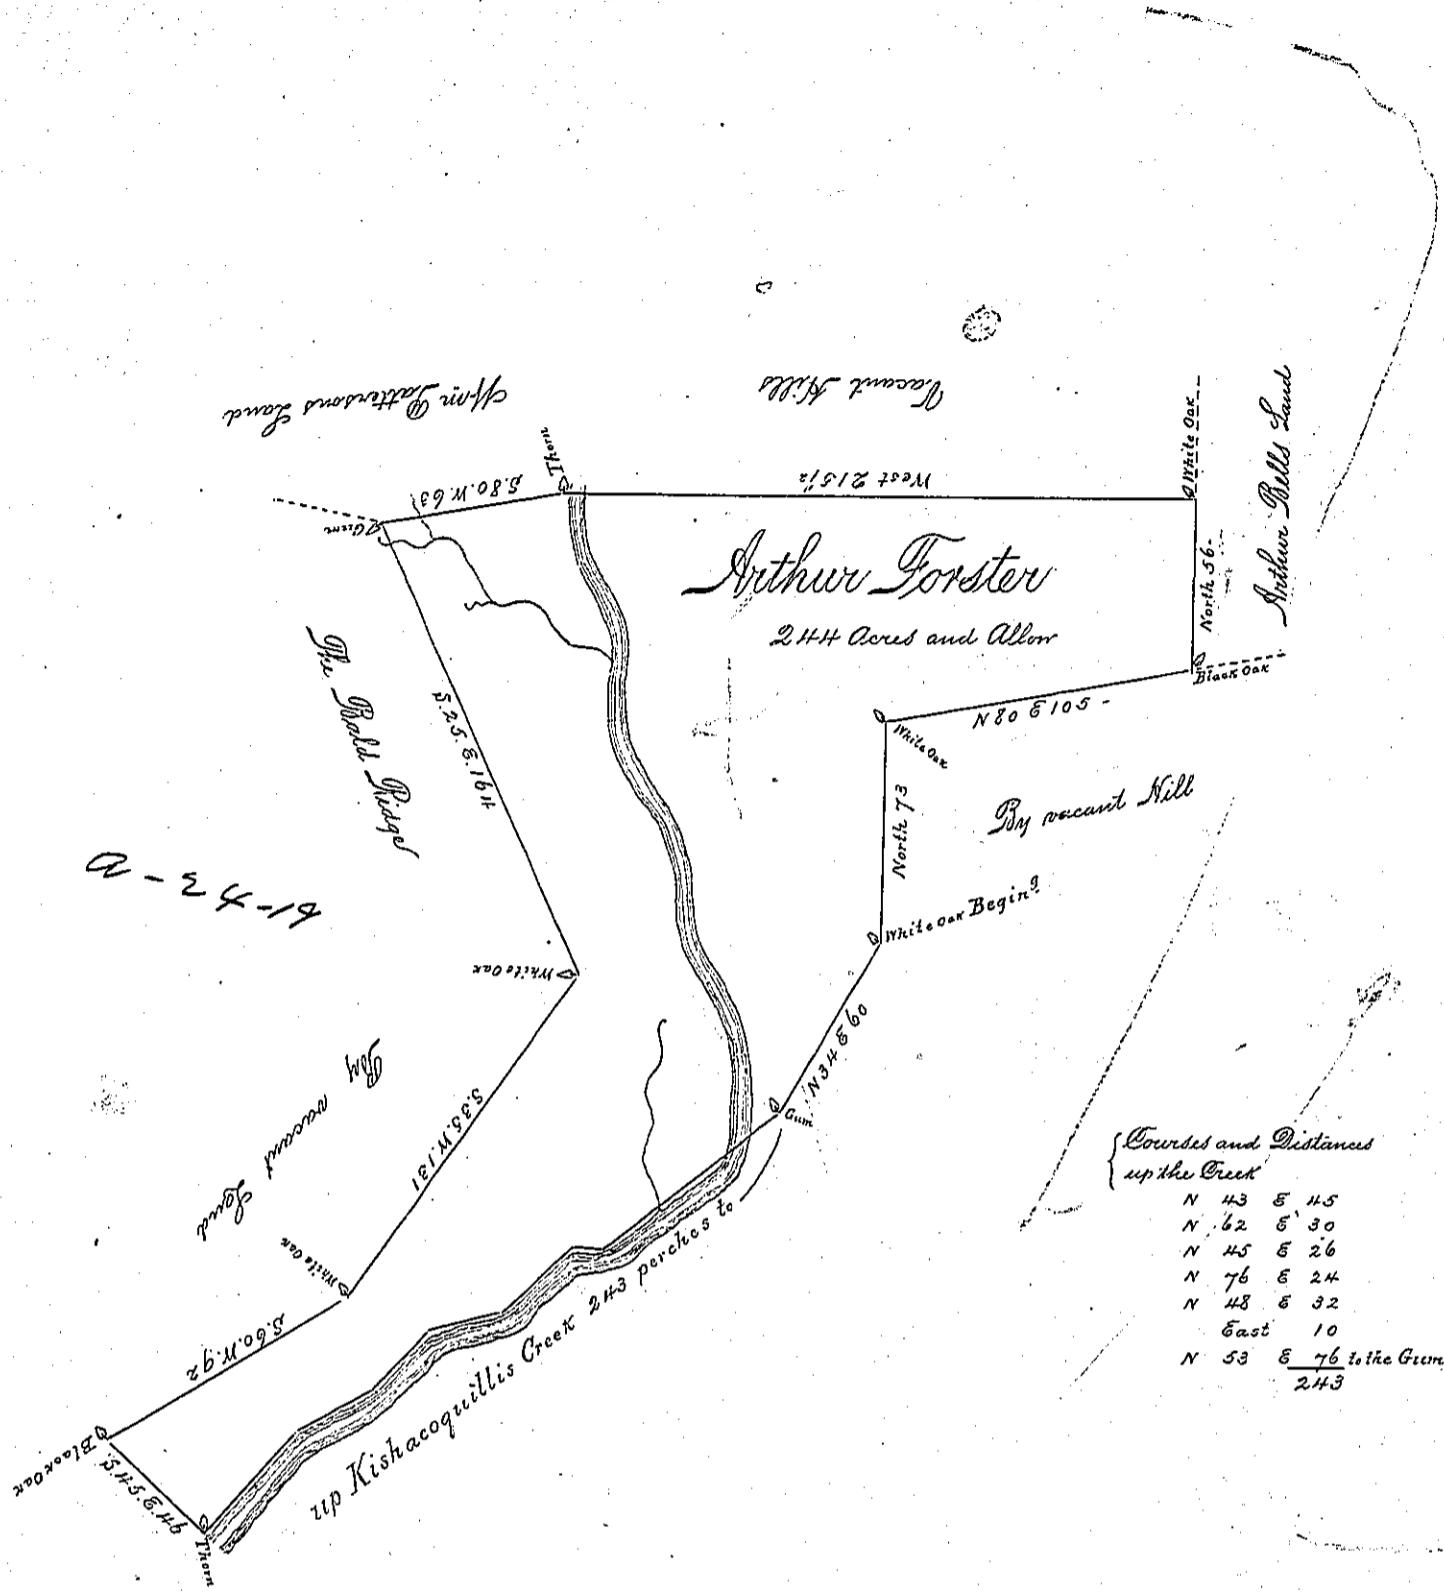 Wm Pattersons Land
Vacant Hills
Arthur Bells Land
Thorn
White Oak
S. 80. W. 63
West 215 1/2
Gum
North 56-
Arthur Forster
244 Acres and Allow
Black Oak
N 80 E 105 -
White Oak
The Bald Ridge
S. 25. E. 164
North 73
By vacant Hill
White Oak Begin.g
White Oak
N 34 E 60
Gum
By vacant Land
S. 35. W. 131
White Oak
S. 60. W. 92
Black Oak
S. 45. E. 46
Thorn
up Kishacoquillis Creek 243 perches to
Courses and Distances
up the Creek
N 43 E 45
N 62 E 30
N 45 E 26
N 76 E 24
N 48 E 32
East 10
N 53 E 76 to the Gum
243